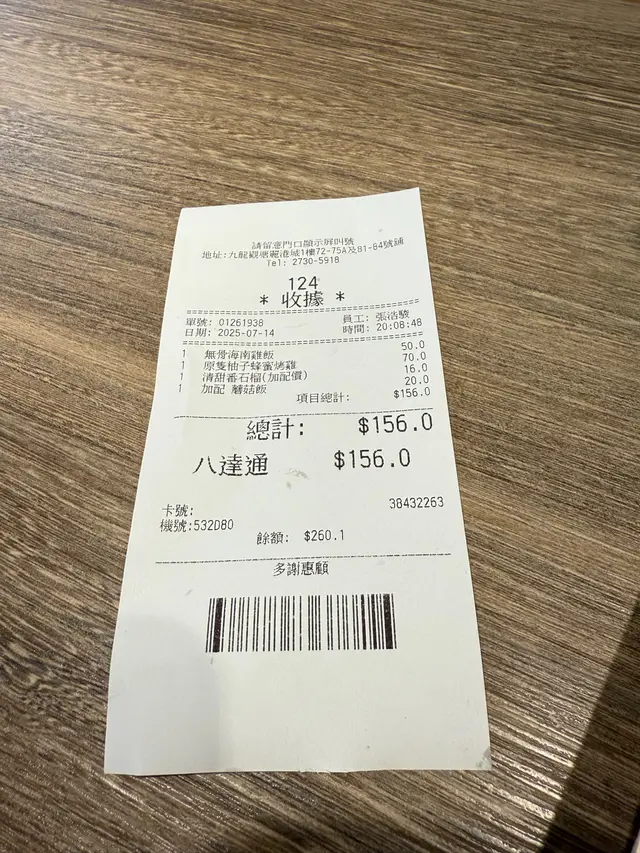 請留意門口顯示屏叫號
地址:九龍觀塘麗港城1樓72-75A及81-84號舖
Tel: 2730-5918
124
* 收據 *
單號: 01261938 員工: 張浩駿
日期: 2025-07-14 時間: 20:08:48
1 無骨海南雞飯 50.0
1 原隻柚子蜂蜜烤雞 70.0
1 清甜番石榴(加配價) 16.0
1 加配 蘑菇飯 20.0
項目總計: $156.0
總計: $156.0
八達通 $156.0
卡號: 38432263
機號:532D80
餘額: $260.1
多謝惠顧